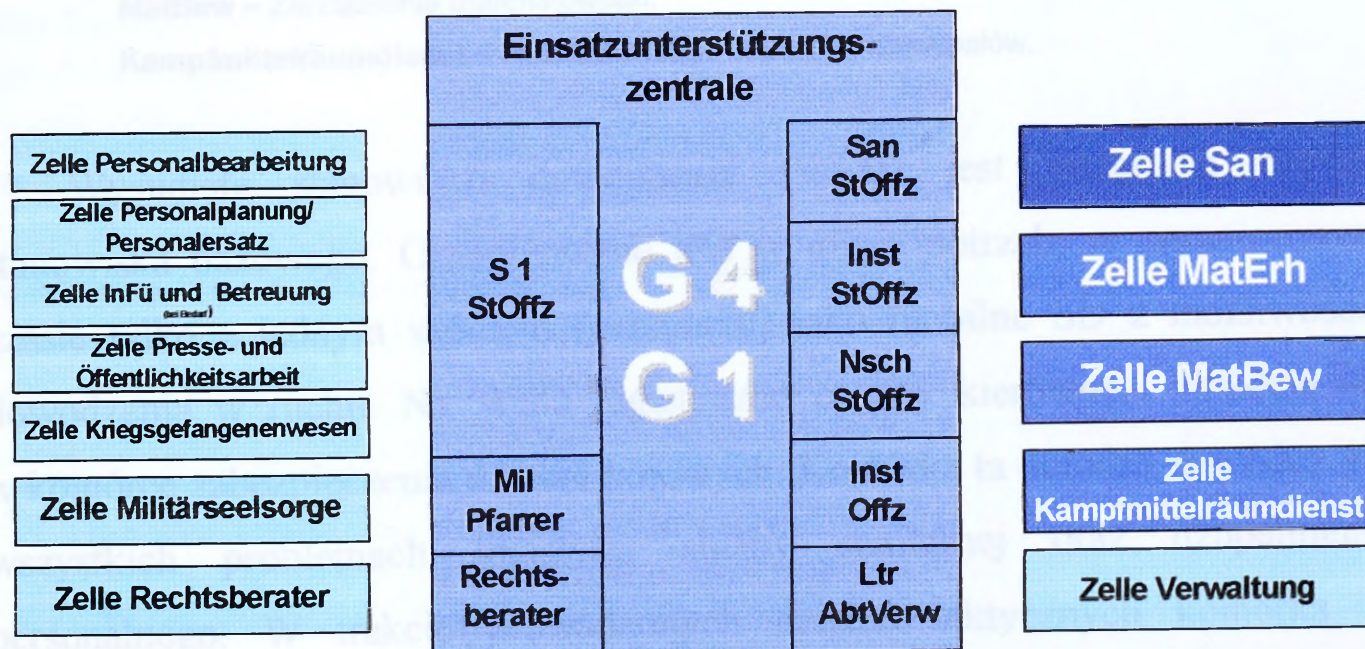 Einsatzunterstützungs-
zentrale
Zelle Personalbearbeitung
Zelle Personalplanung/
Personalersatz
Zelle InFü und Betreuung
(bei Bedarf)
Zelle Presse- und
Öffentlichkeitsarbeit
Zelle Kriegsgefangenenwesen
Zelle Militärseelsorge
Zelle Rechtsberater
S 1
StOffz
Mil
Pfarrer
Rechts-
berater
G 4
G 1
San
StOffz
Inst
StOffz
Nsch
StOffz
Inst
Offz
Ltr
AbtVerw
Zelle San
Zelle MatErh
Zelle MatBew
Zelle
Kampfmittelräumdienst
Zelle Verwaltung